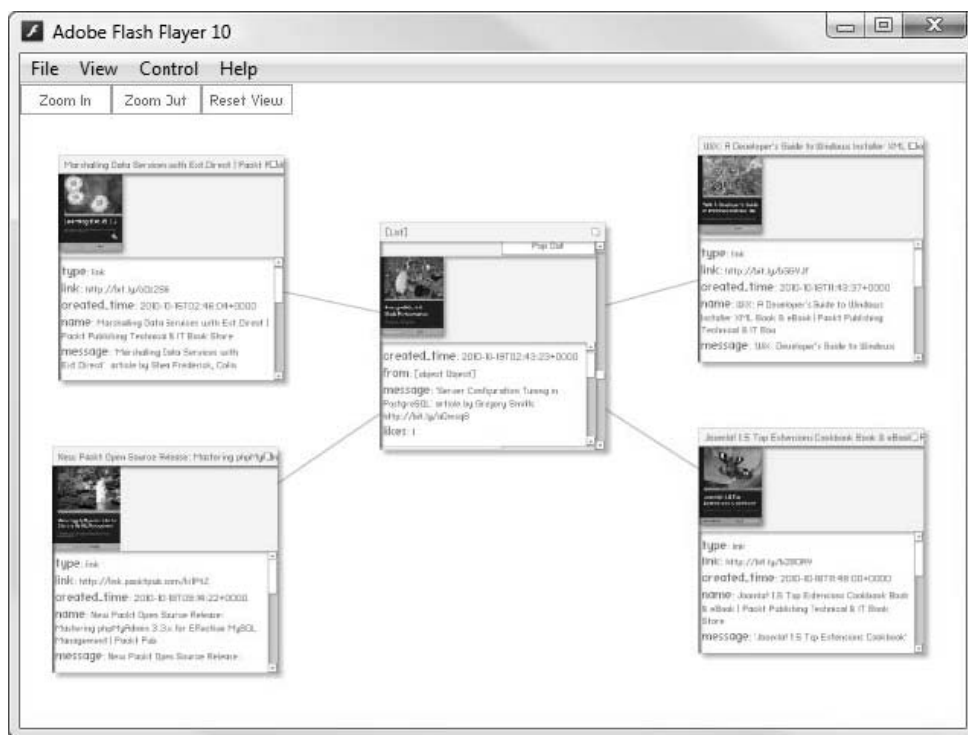 Adobe Flash Flayer 10
File View Control Help
Zoom In Zoom Out Reset View
Marshaling Data Services with Ext.Direct | Packt
type: link
link: http://bit.ly/
created_time: 2010-10-18T02:46:04+0000
name: Marshaling Data Services with Ext.Direct |
Packt Publishing Technical & IT Book Store
message: 'Marshaling Data Services with
Ext.Direct' article by Shea Frederick, Colin
[List]
Pop Out
created_time: 2010-10-18T02:43:23+0000
from: [object Object]
message: 'Server Configuration Tuning in
PostgreSQL' article by Gregory Smith:
http://bit.ly/
likes: 1
WiX: A Developer's Guide to Windows Installer XML
type: link
link: http://bit.ly/
created_time: 2010-10-18T11:43:37+0000
name: WiX: A Developer's Guide to Windows
Installer XML Book & eBook | Packt Publishing
Technical & IT Boo
message: 'WiX: Developer's Guide to Windows
New Packt Open Source Release: Mastering
type: link
link: http://link.packtpub.com/
created_time:
name: New Packt Open Source Release:
Mastering phpMyAdmin 3.3.x for Effective MySQL
Management | Packt Pub
message: New Packt Open Source Release:
Joomla! 1.5 Top Extensions Cookbook Book & eBook
type: link
link: http://bit.ly/
created_time: 2010-10-18T11:48:00+0000
name: Joomla! 1.5 Top Extensions Cookbook Book
& eBook | Packt Publishing Technical & IT Book
Store
message: 'Joomla! 1.5 Top Extensions Cookbook'